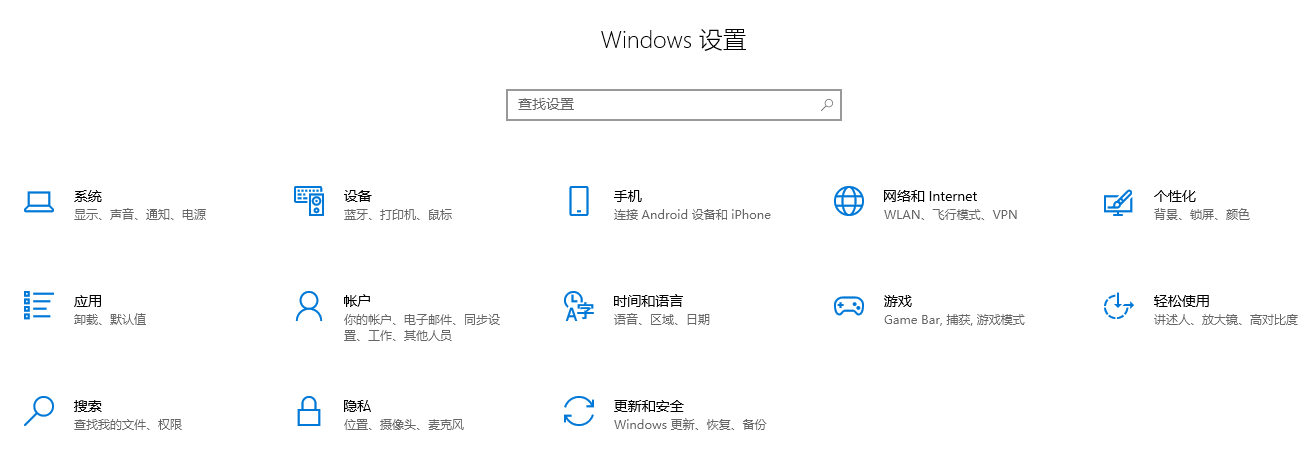 Windows 设置
查找设置
系统
显示、声音、通知、电源
设备
蓝牙、打印机、鼠标
手机
连接 Android 设备和 iPhone
网络和 Internet
WLAN、飞行模式、VPN
个性化
背景、锁屏、颜色
应用
卸载、默认值
帐户
你的帐户、电子邮件、同步设
置、工作、其他人员
时间和语言
语音、区域、日期
游戏
Game Bar, 捕获, 游戏模式
轻松使用
讲述人、放大镜、高对比度
搜索
查找我的文件、权限
隐私
位置、摄像头、麦克风
更新和安全
Windows 更新、恢复、备份